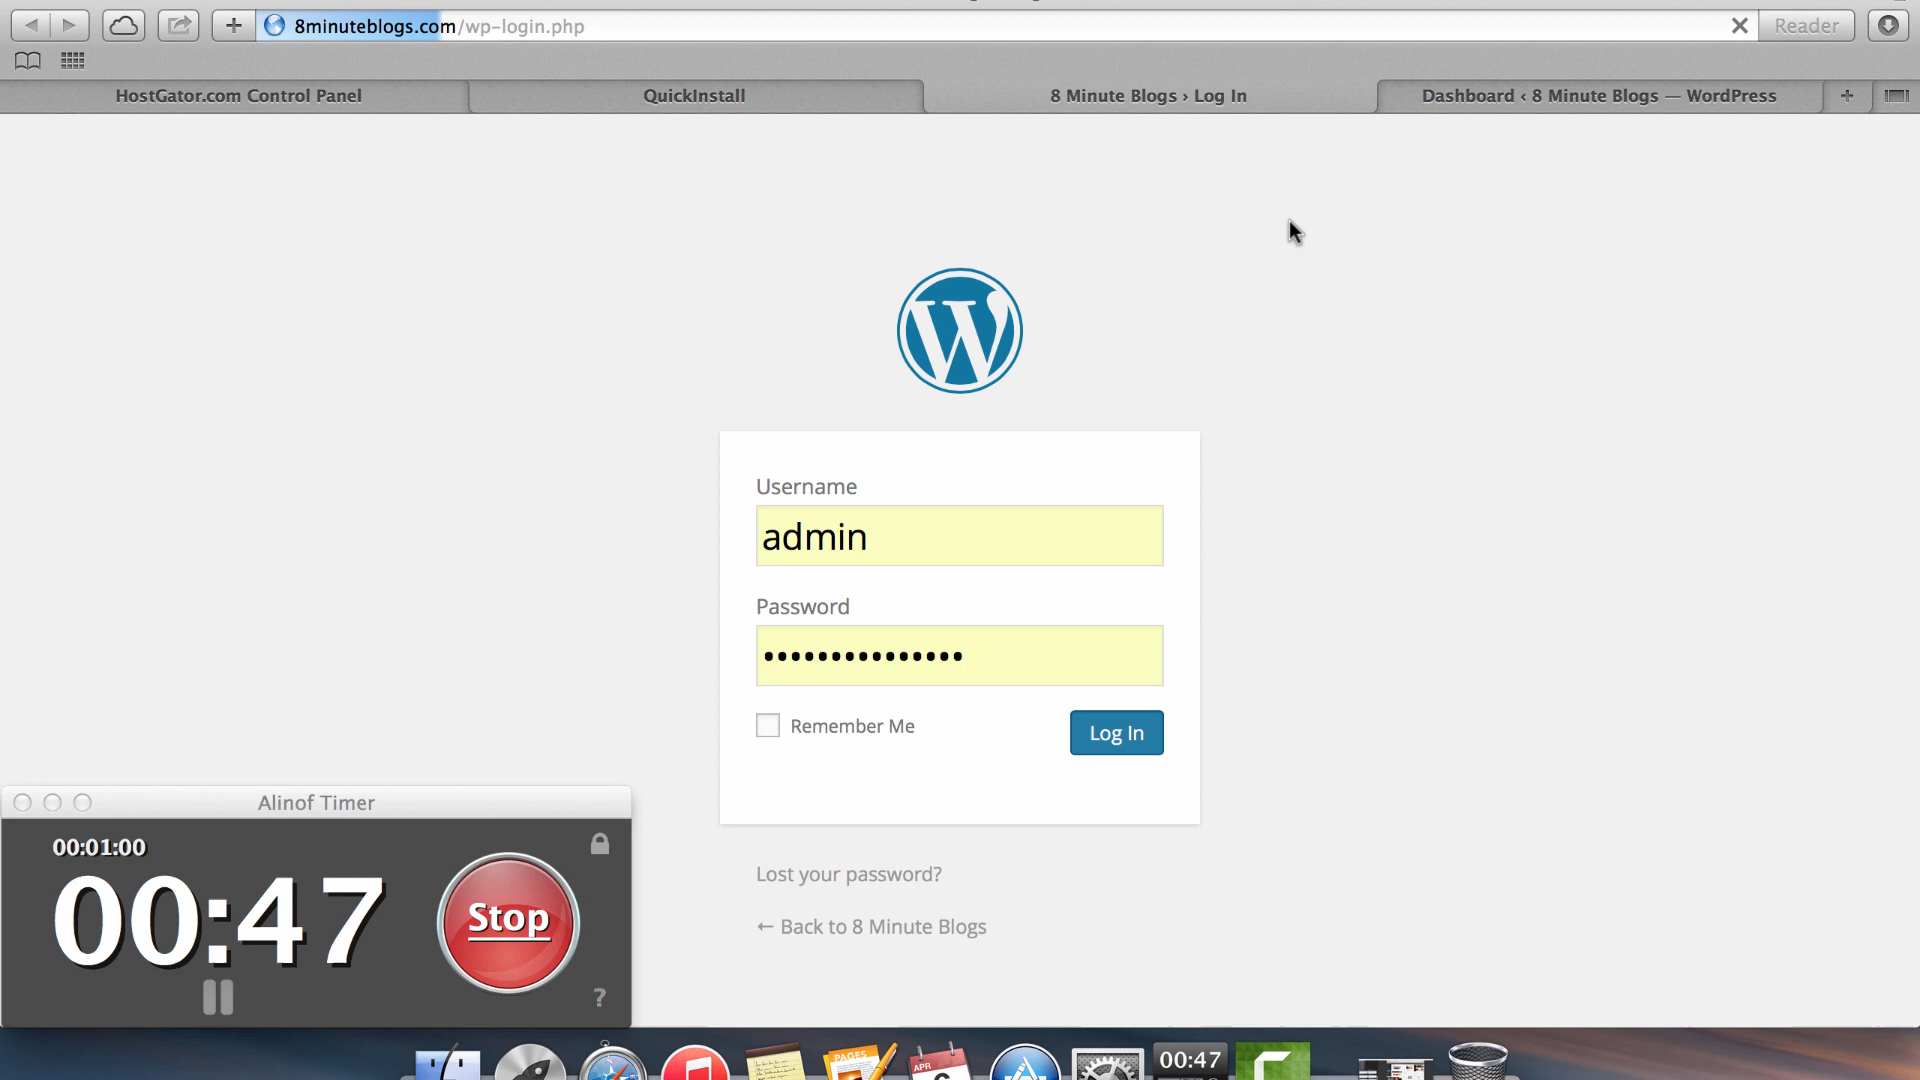 8minuteblogs.com/wp-login.php
Reader
HostGator.com Control Panel
QuickInstall
8 Minute Blogs › Log In
Dashboard ‹ 8 Minute Blogs — WordPress
Username
admin
Password
•••••••••••••••
Remember Me
Log In
Lost your password?
← Back to 8 Minute Blogs
Alinof Timer
00:01:00
00:47
Stop
?
PAGES
APR
00:47